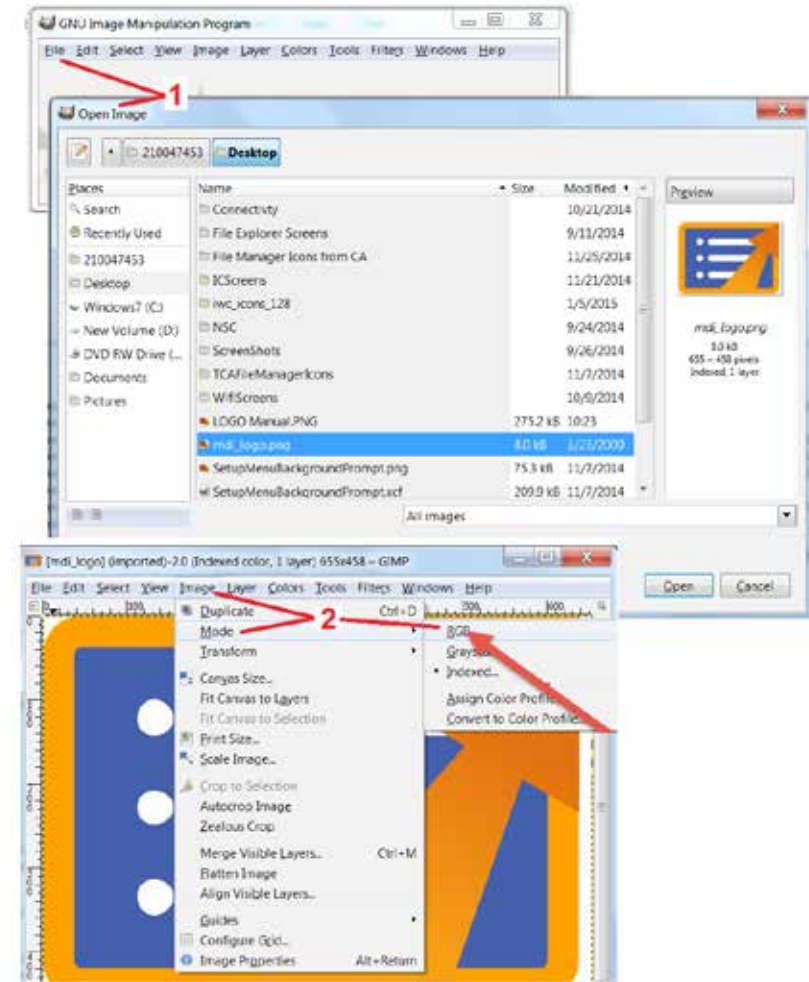 GNU Image Manipulation Program
File Edit Select View Image Layer Colors Tools Filters Windows Help
1
Open Image
210047453 Desktop
Places Name Size Modified Preview
Search Connectivty 10/21/2014
Recently Used File Explorer Screens 9/11/2014
210047453 File Manager Icons from CA 11/25/2014
Desktop ICScreens 11/21/2014
Windows7 (C:) iwc_icons_128 1/5/2015
New Volume (D:) NSC 9/24/2014 mdi_logo.png
DVD RW Drive (... ScreenShots 9/26/2014 8.0 kB
655 × 458 pixels
Documents TCAFileManagerIcons 11/7/2014 Indexed, 1 layer
Pictures WifiScreens 10/9/2014
LOGO Manual.PNG 275.2 kB 10:23
mdi_logo.png 8.0 kB
SetupMenuBackgroundPrompt.png 75.3 kB 11/7/2014
SetupMenuBackgroundPrompt.xcf 209.9 kB 11/7/2014
All images
Open Cancel
[mdi_logo] (imported)-2.0 (Indexed color, 1 layer) 655x458 – GIMP
File Edit Select View Image Layer Colors Tools Filters Windows Help
Duplicate Ctrl+D
2
Mode RGB
Transform
Indexed...
Canvas Size... Assign Color Profile...
Fit Canvas to Layers Convert to Color Profile...
Fit Canvas to Selection
Print Size...
Scale Image...
Crop to Selection
Autocrop Image
Zealous Crop
Merge Visible Layers... Ctrl+M
Flatten Image
Align Visible Layers...
Guides
Configure Grid...
Image Properties Alt+Return